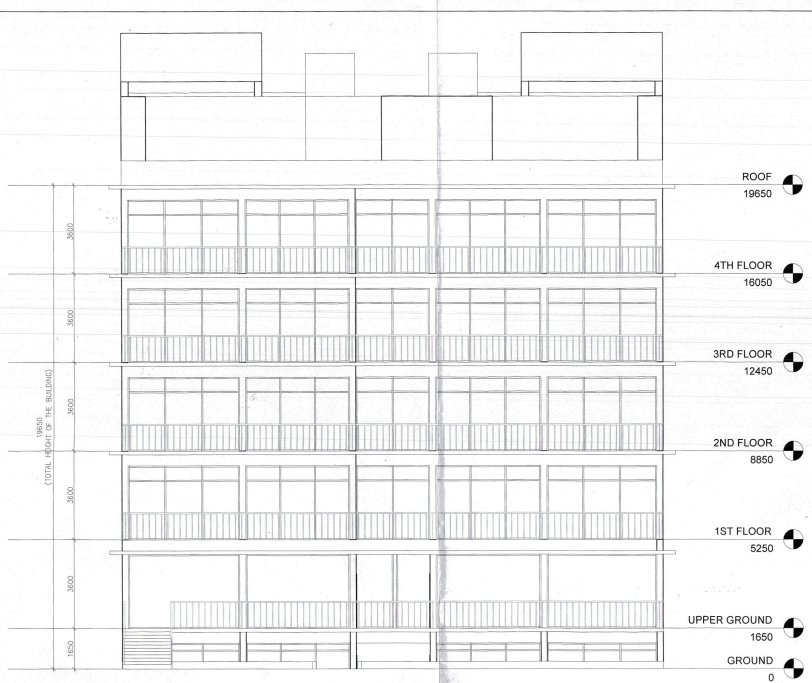 ROOF
19650
4TH FLOOR
16050
3RD FLOOR
12450
2ND FLOOR
8850
1ST FLOOR
5250
UPPER GROUND
1650
GROUND
0
3600
3600
3600
3600
3600
1650
19650
(TOTAL HEIGHT OF THE BUILDING)